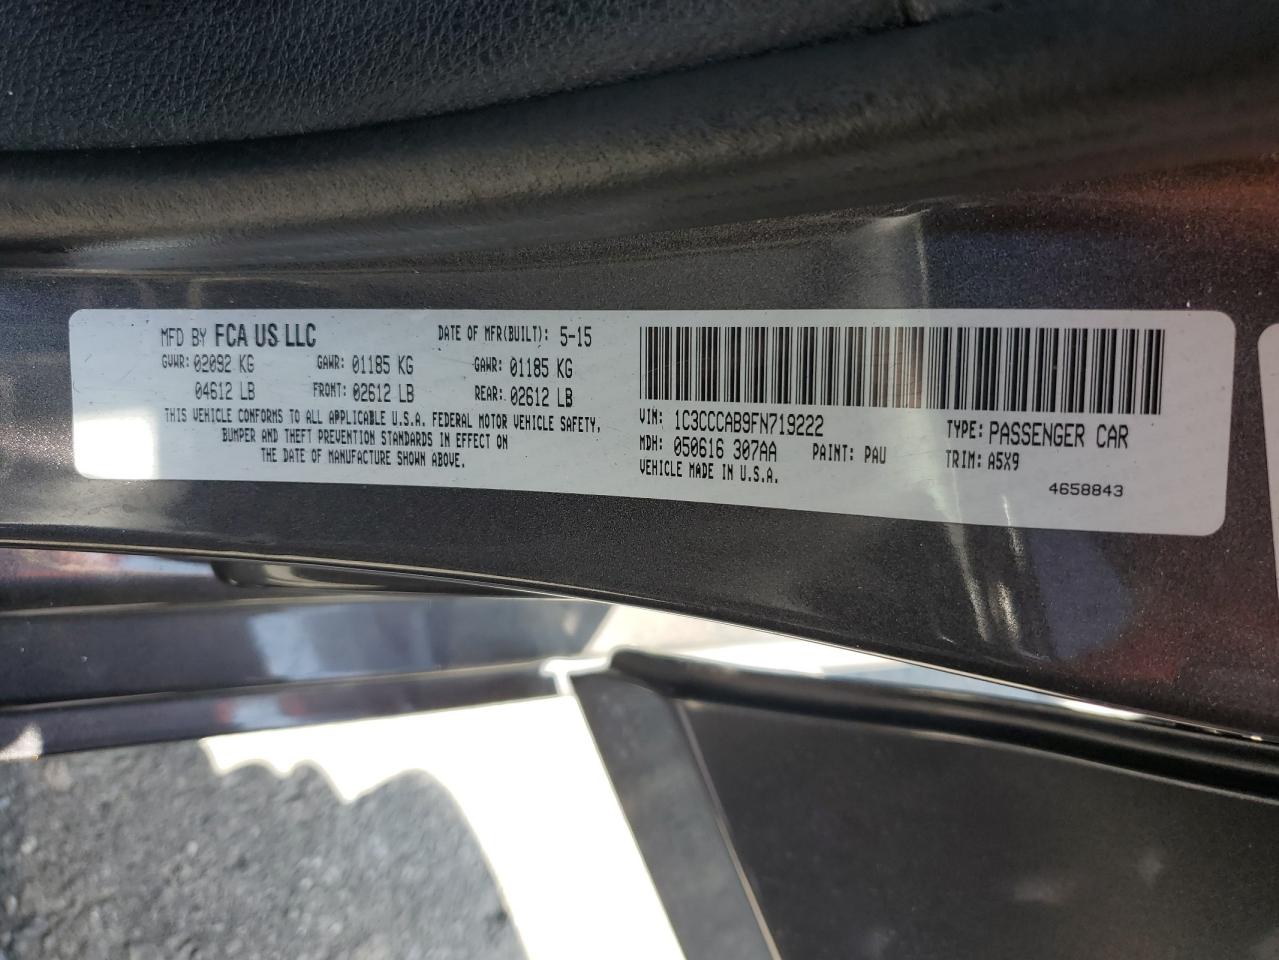 MFD BY FCA US LLC DATE OF MFR(BUILT): 5-15
GVWR: 02092 KG GAWR: 01185 KG GAWR: 01185 KG
04612 LB FRONT: 02612 LB REAR: 02612 LB
THIS VEHICLE CONFORMS TO ALL APPLICABLE U.S.A. FEDERAL MOTOR VEHICLE SAFETY,
BUMPER AND THEFT PREVENTION STANDARDS IN EFFECT ON
THE DATE OF MANUFACTURE SHOWN ABOVE.
VIN: 1C3CCCAB9FN719222 TYPE: PASSENGER CAR
MDH: 050616 307AA PAINT: PAU TRIM: A5X9
VEHICLE MADE IN U.S.A.
4658843